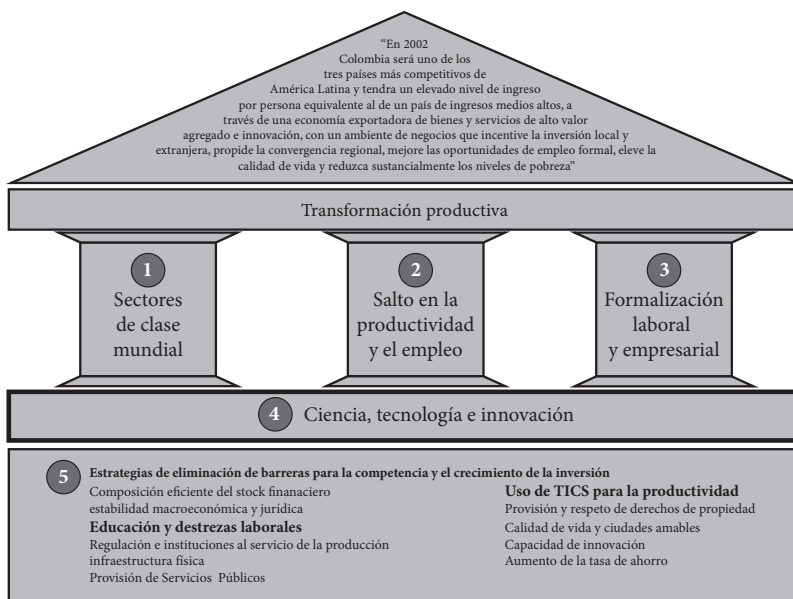 “En 2002
Colombia será uno de los
tres países más competitivos de
América Latina y tendra un elevado nivel de ingreso
por persona equivalente al de un país de ingresos medios altos, a
través de una economía exportadora de bienes y servicios de alto valor
agregado e innovación, con un ambiente de negocios que incentive la inversión local y
extranjera, propide la convergencia regional, mejore las oportunidades de empleo formal, eleve la
calidad de vida y reduzca sustancialmente los niveles de pobreza”
Transformación productiva
1
Sectores
de clase
mundial
2
Salto en la
productividad
y el empleo
3
Formalización
laboral
y empresarial
4 Ciencia, tecnología e innovación
5 Estrategias de eliminación de barreras para la competencia y el crecimiento de la inversión
Composición eficiente del stock finanaciero
estabilidad macroeconómica y jurídica
Educación y destrezas laborales
Regulación e instituciones al servicio de la producción
infraestructura física
Provisión de Servicios Públicos
Uso de TICS para la productividad
Provisión y respeto de derechos de propiedad
Calidad de vida y ciudades amables
Capacidad de innovación
Aumento de la tasa de ahorro